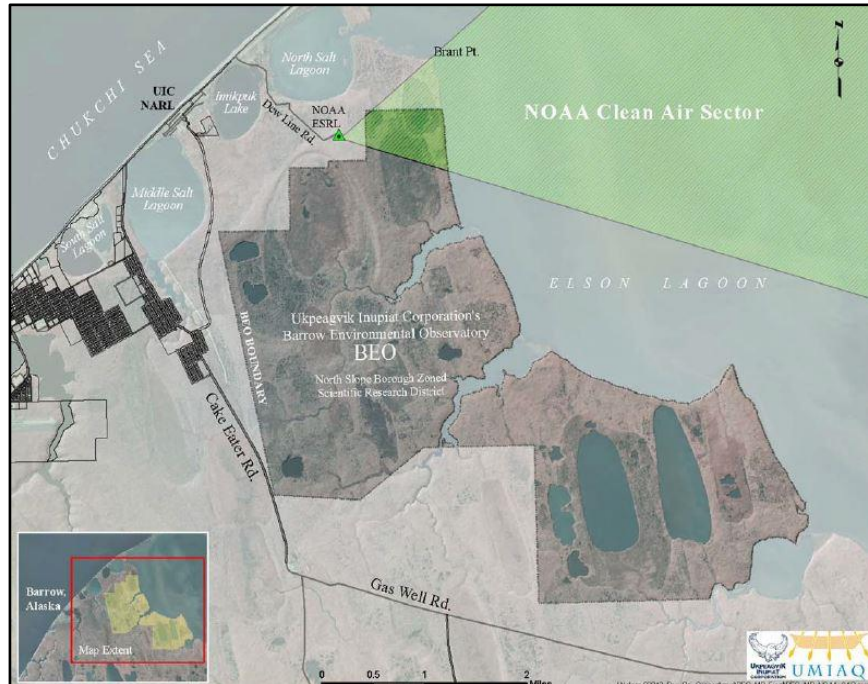 CHUKCHI SEA
North Salt
Lagoon
Brant Pt.
N
UIC
NARL
Imikpuk
Lake
Dew Line Rd.
NOAA
ESRL
NOAA Clean Air Sector
Middle Salt
Lagoon
South Salt
Lagoon
ELSON LAGOON
BEO BOUNDARY
Ukpeagvik Inupiat Corporation's
Barrow Environmental Observatory
BEO
North Slope Borough Zoned
Scientific Research District
Cake Eater Rd.
Gas Well Rd.
Barrow,
Alaska
Map Extent
0 0.5 1 2
Miles
UKPEAGVIK
IÑUPIAT
CORPORATION
UMIAQ